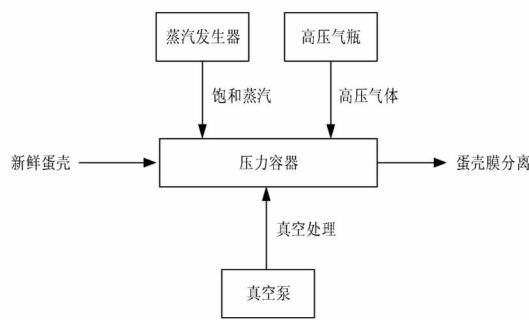 蒸汽发生器
高压气瓶
饱和蒸汽
高压气体
新鲜蛋壳
压力容器
蛋壳膜分离
真空处理
真空泵